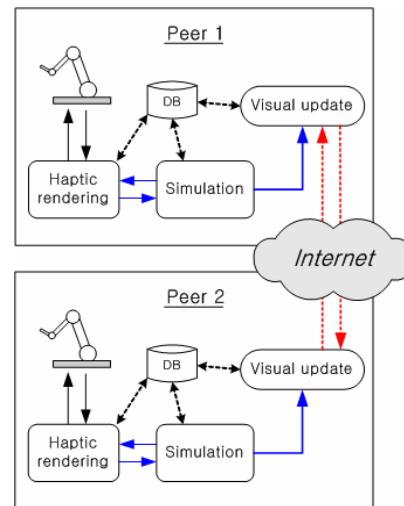 Peer 1
DB
Visual update
Haptic
rendering
Simulation
Internet
Peer 2
DB
Visual update
Haptic
rendering
Simulation